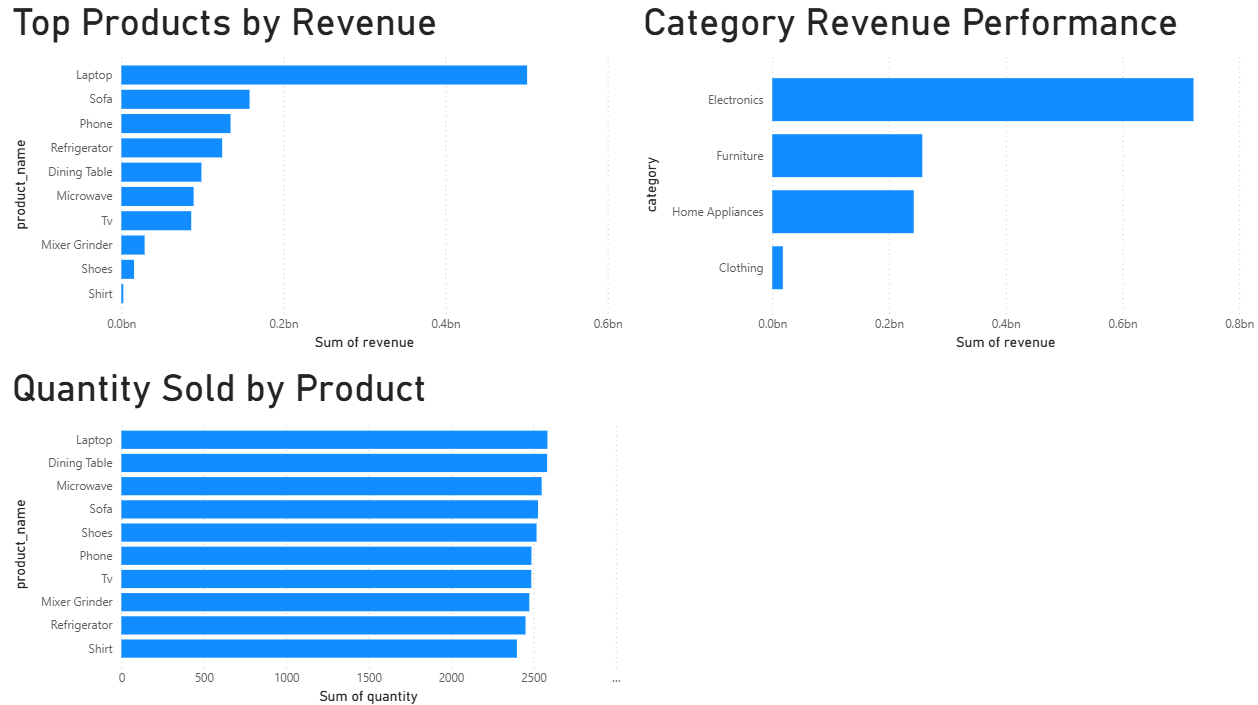 Top Products by Revenue
product_name
Laptop
Sofa
Phone
Refrigerator
Dining Table
Microwave
Tv
Mixer Grinder
Shoes
Shirt
0.0bn 0.2bn 0.4bn 0.6bn
Sum of revenue
Category Revenue Performance
category
Electronics
Furniture
Home Appliances
Clothing
0.0bn 0.2bn 0.4bn 0.6bn 0.8bn
Sum of revenue
Quantity Sold by Product
product_name
Laptop
Dining Table
Microwave
Sofa
Shoes
Phone
Tv
Mixer Grinder
Refrigerator
Shirt
0 500 1000 1500 2000 2500 ...
Sum of quantity